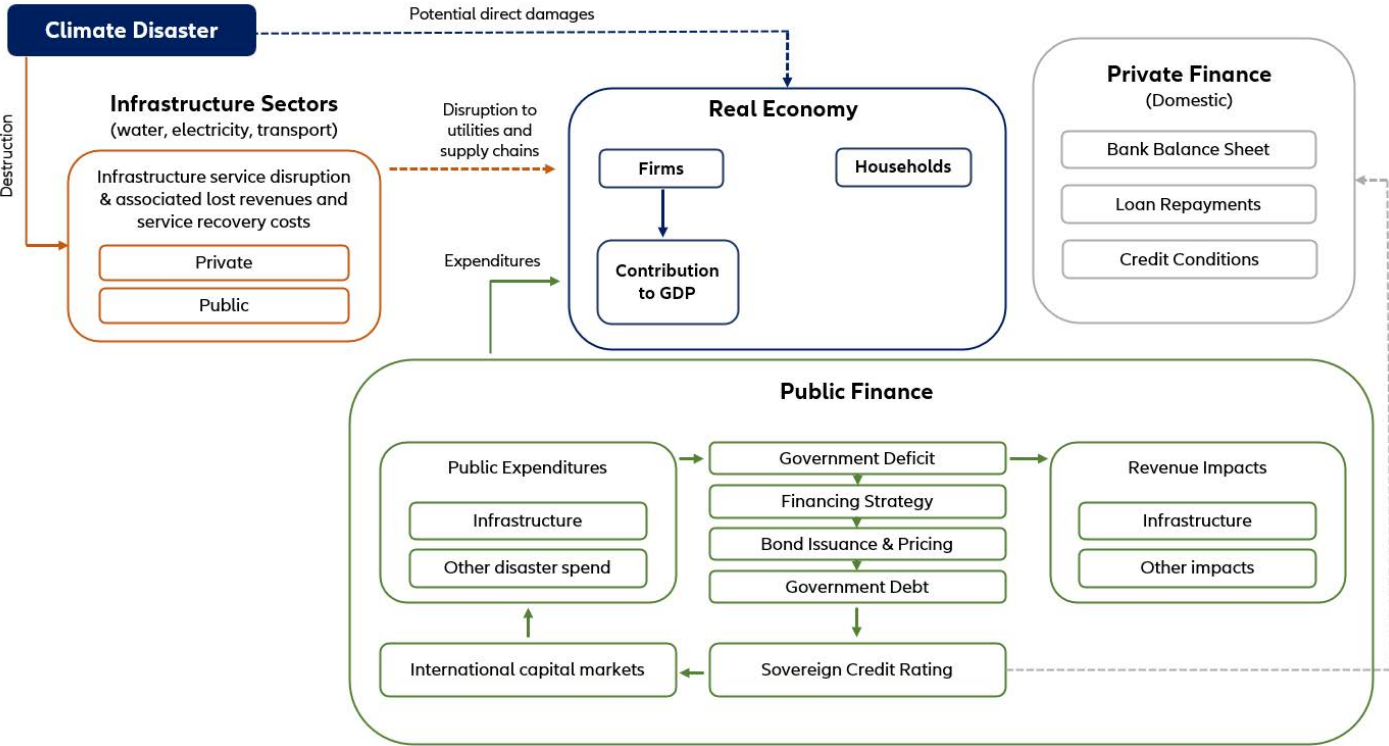 Climate Disaster
Potential direct damages
Destruction
Infrastructure Sectors
(water, electricity, transport)
Infrastructure service disruption
& associated lost revenues and
service recovery costs
Private
Public
Disruption to
utilities and
supply chains
Expenditures
Real Economy
Firms
Households
Contribution
to GDP
Private Finance
(Domestic)
Bank Balance Sheet
Loan Repayments
Credit Conditions
Public Finance
Public Expenditures
Infrastructure
Other disaster spend
Government Deficit
Financing Strategy
Bond Issuance & Pricing
Government Debt
Revenue Impacts
Infrastructure
Other impacts
International capital markets
Sovereign Credit Rating